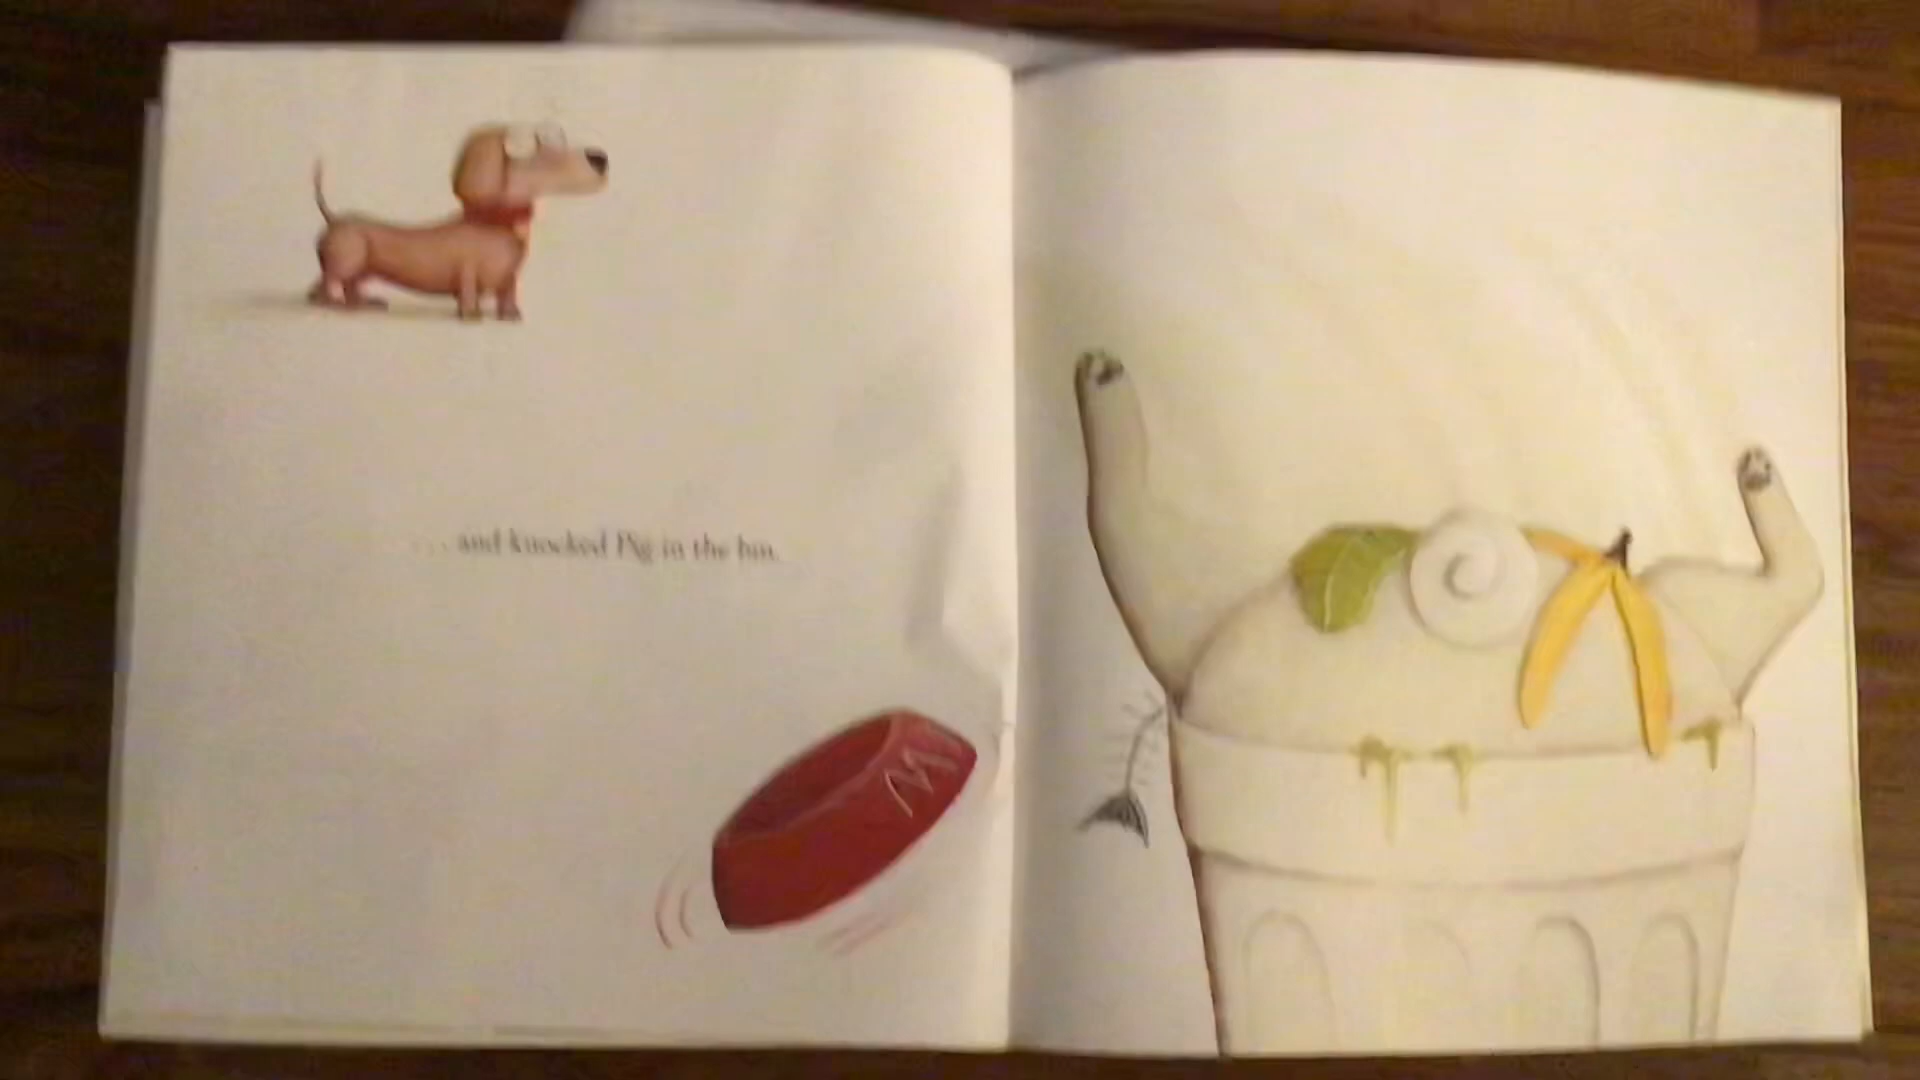 . . . and knocked Pig in the bin.